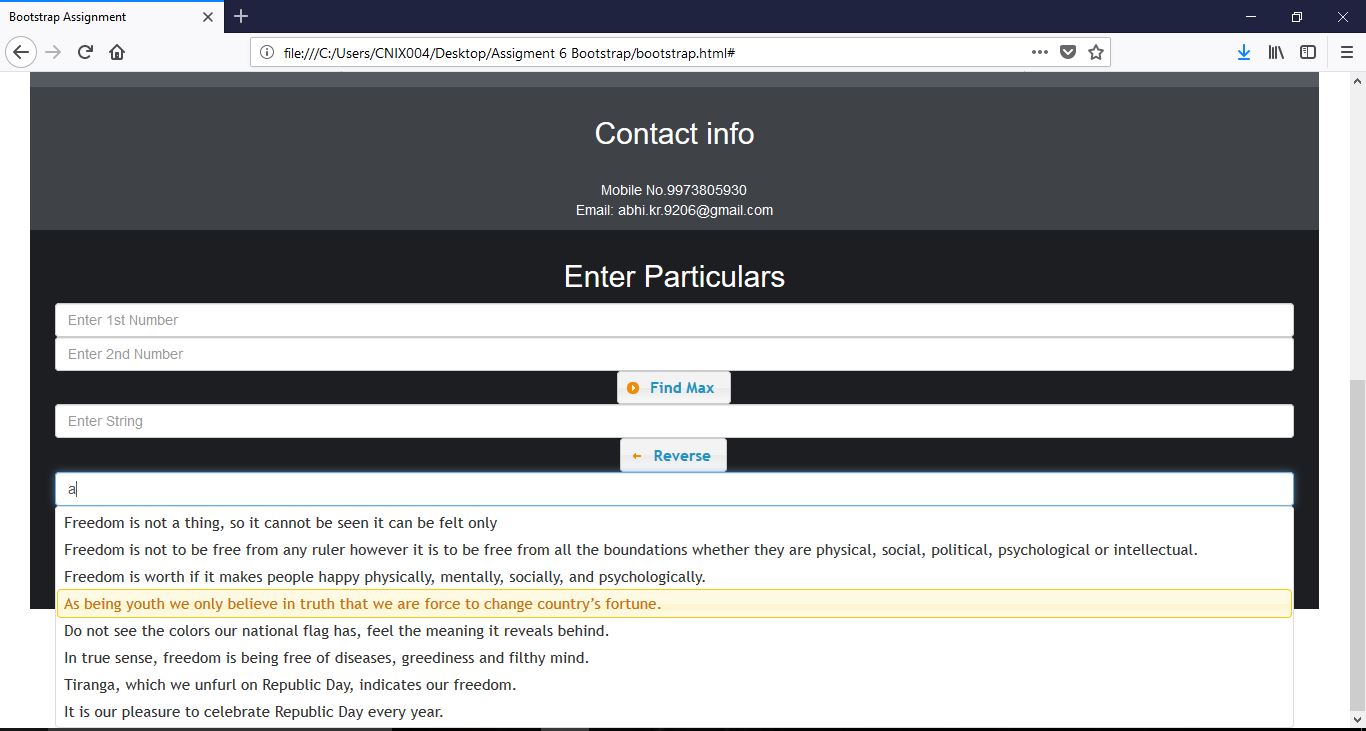 Bootstrap Assignment
file:///C:/Users/CNIX004/Desktop/Assigment 6 Bootstrap/bootstrap.html#
Contact info
Mobile No.9973805930
Email: abhi.kr.9206@gmail.com
Enter Particulars
Enter 1st Number
Enter 2nd Number
Find Max
Enter String
Reverse
a
Freedom is not a thing, so it cannot be seen it can be felt only
Freedom is not to be free from any ruler however it is to be free from all the boundations whether they are physical, social, political, psychological or intellectual.
Freedom is worth if it makes people happy physically, mentally, socially, and psychologically.
As being youth we only believe in truth that we are force to change country’s fortune.
Do not see the colors our national flag has, feel the meaning it reveals behind.
In true sense, freedom is being free of diseases, greediness and filthy mind.
Tiranga, which we unfurl on Republic Day, indicates our freedom.
It is our pleasure to celebrate Republic Day every year.